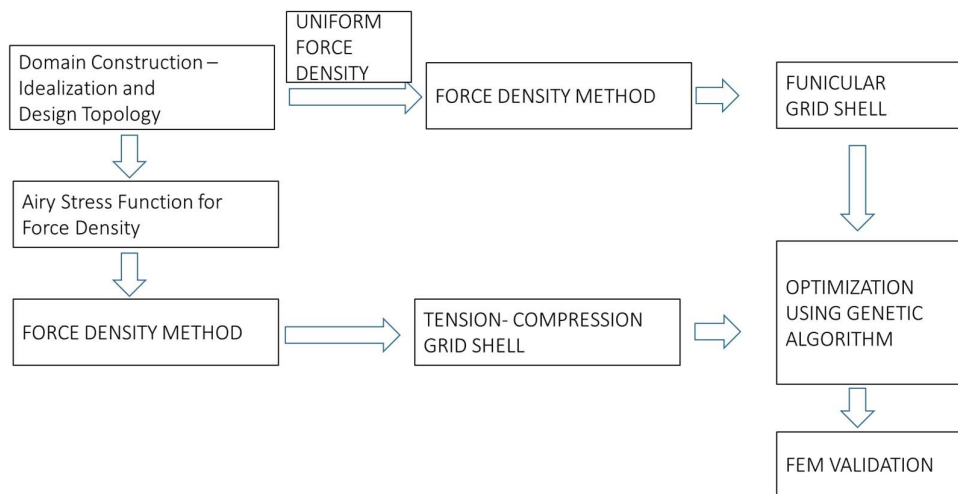 UNIFORM
FORCE
DENSITY
Domain Construction –
Idealization and
Design Topology
FORCE DENSITY METHOD
FUNICULAR
GRID SHELL
Airy Stress Function for
Force Density
FORCE DENSITY METHOD
TENSION- COMPRESSION
GRID SHELL
OPTIMIZATION
USING GENETIC
ALGORITHM
FEM VALIDATION